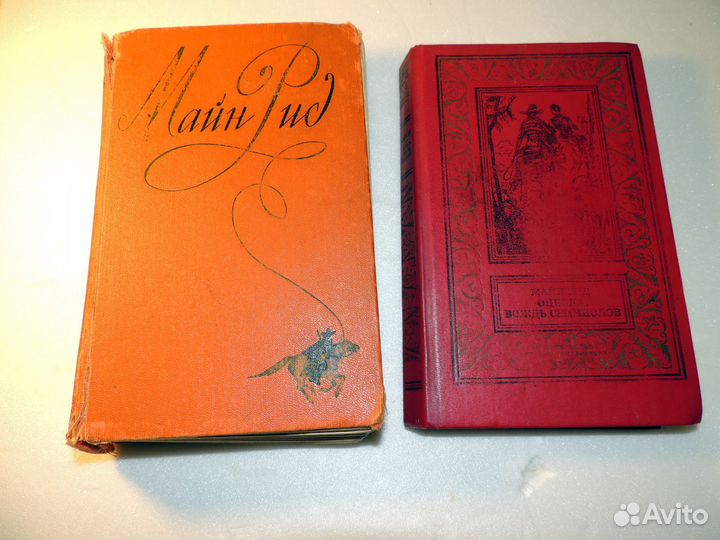 Майн Рид
МАЙН РИД
ОЦЕОЛА,
ВОЖДЬ СЕМИНОЛОВ
Avito